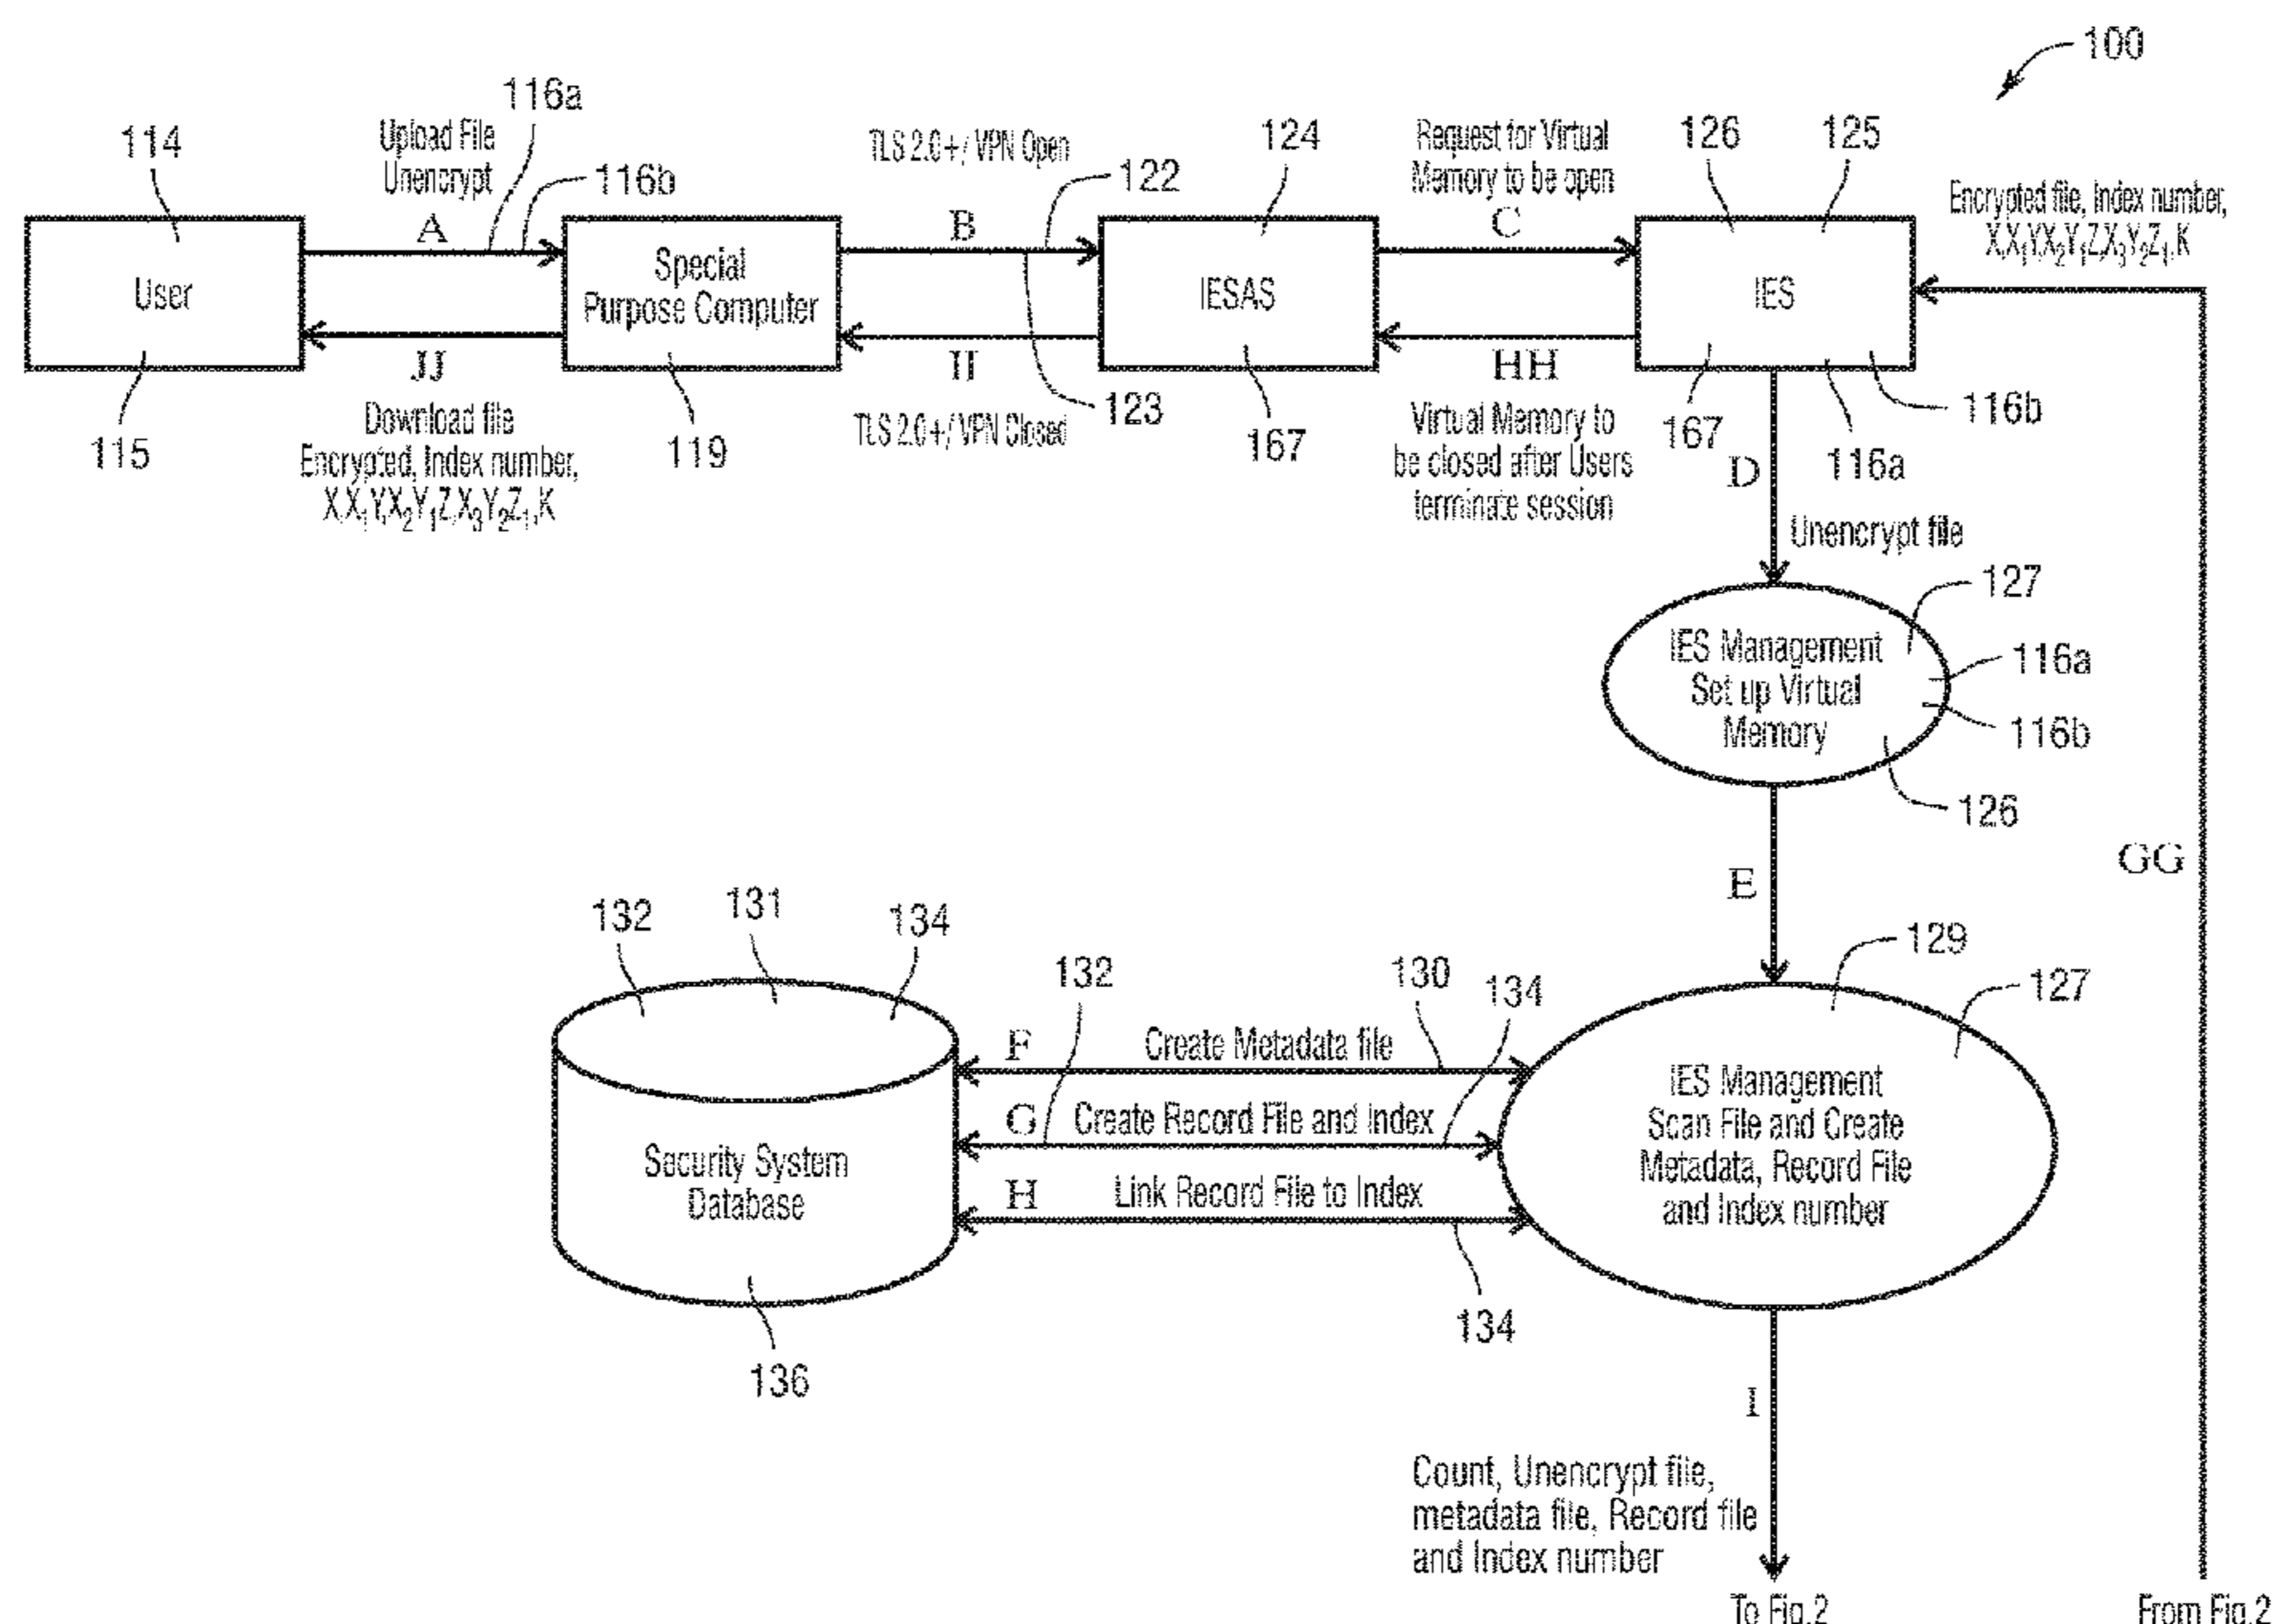 100
116a
Upload File
Unencrypt
114
116b
A
User
JJ
115
Download file
Encrypted, Index number,
X,X₁Y,X₂Y₁Z,X₃Y₂Z₁,K
Special
Purpose Computer
119
TLS 2.0+/ VPN Open
122
B
II
123
TLS 2.0+/ VPN Closed
124
IESAS
167
Request for Virtual
Memory to be open
C
HH
Virtual Memory to
be closed after Users
terminate session
126
125
IES
167
116a
116b
Encrypted file, Index number,
X,X₁Y,X₂Y₁Z,X₃Y₂Z₁,K
D
Unencrypt file
127
IES Management
Set up Virtual
Memory
116a
116b
126
GG
E
129
127
132
131
134
132
130
134
F
Create Metadata file
G
Create Record File and Index
H
Link Record File to Index
134
Security System
Database
136
IES Management
Scan File and Create
Metadata, Record File
and Index number
I
Count, Unencrypt file,
metadata file, Record file
and Index number
To Fig.2
From Fig.2